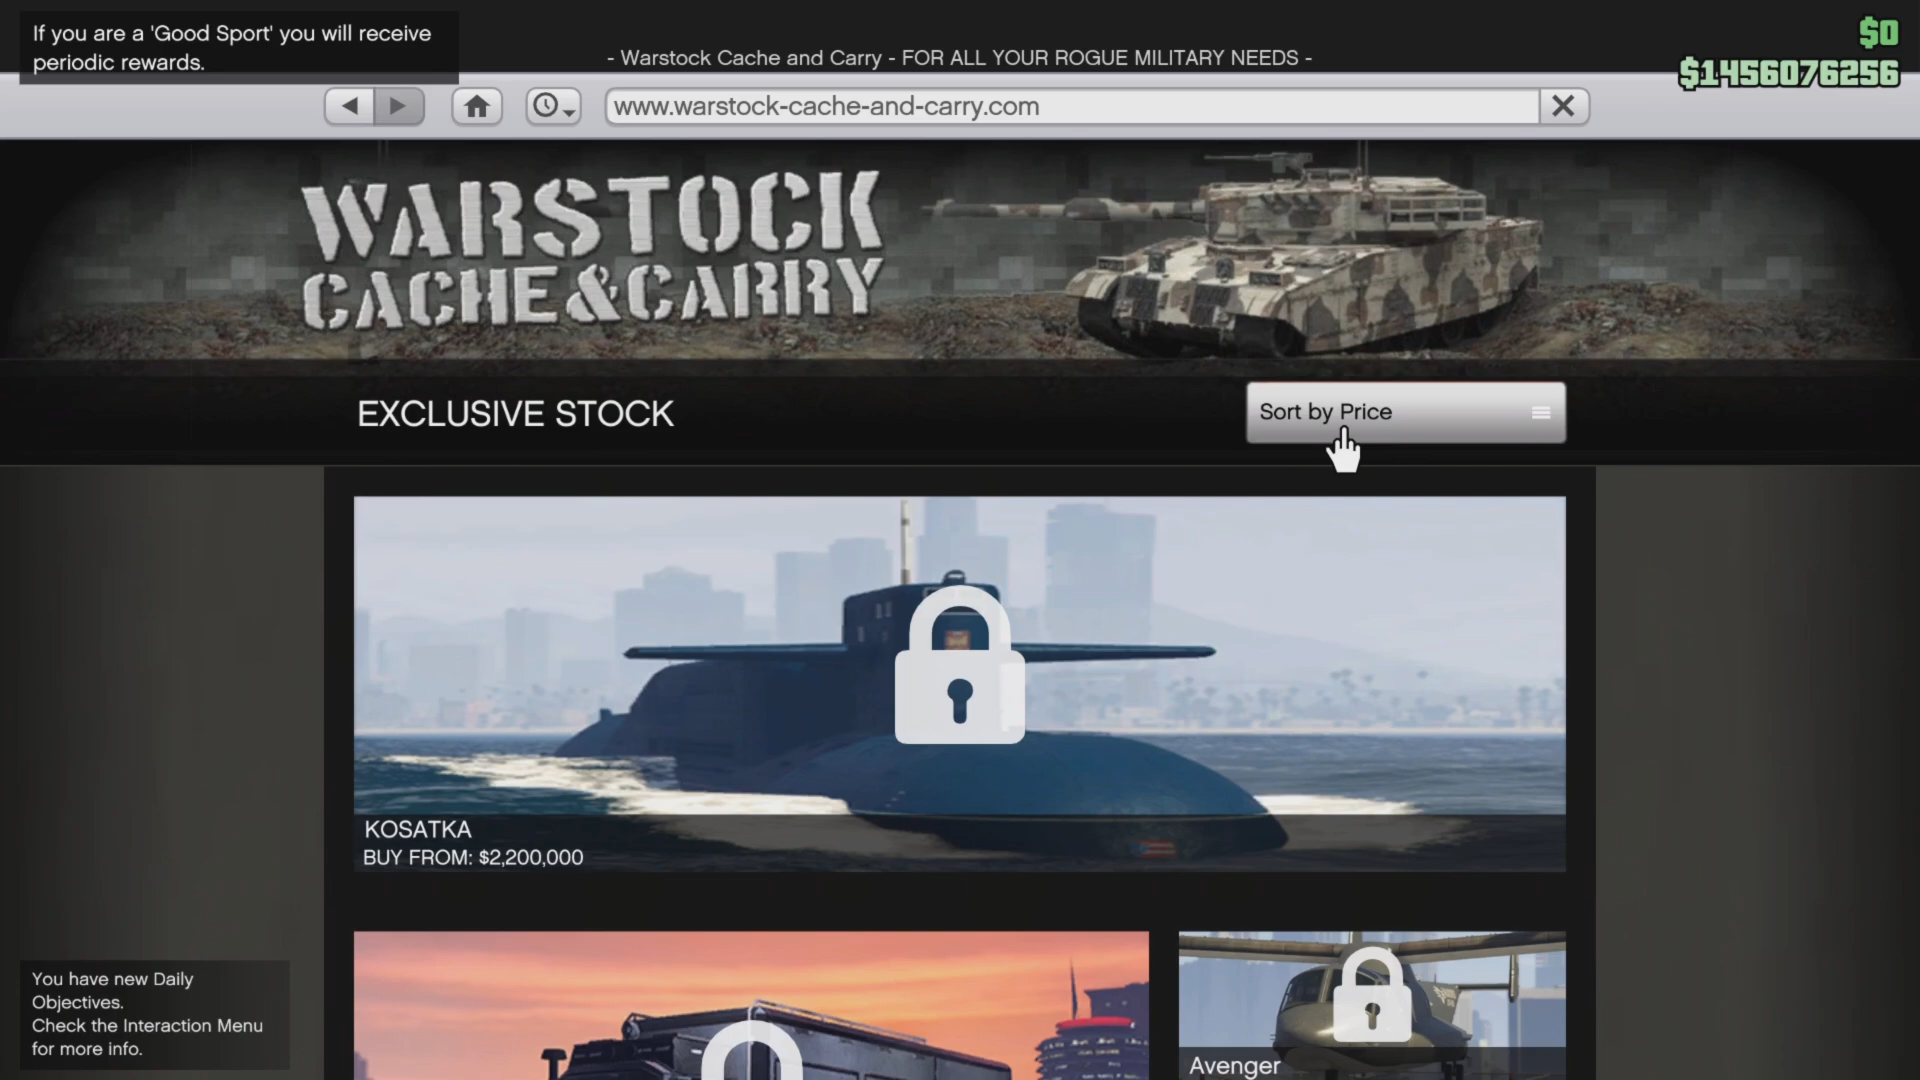 If you are a 'Good Sport' you will receive
periodic rewards.
- Warstock Cache and Carry - FOR ALL YOUR ROGUE MILITARY NEEDS -
$0
$1456076256
www.warstock-cache-and-carry.com
WARSTOCK
CACHE&CARRY
EXCLUSIVE STOCK
Sort by Price
KOSATKA
BUY FROM: $2,200,000
Avenger
You have new Daily
Objectives.
Check the Interaction Menu
for more info.